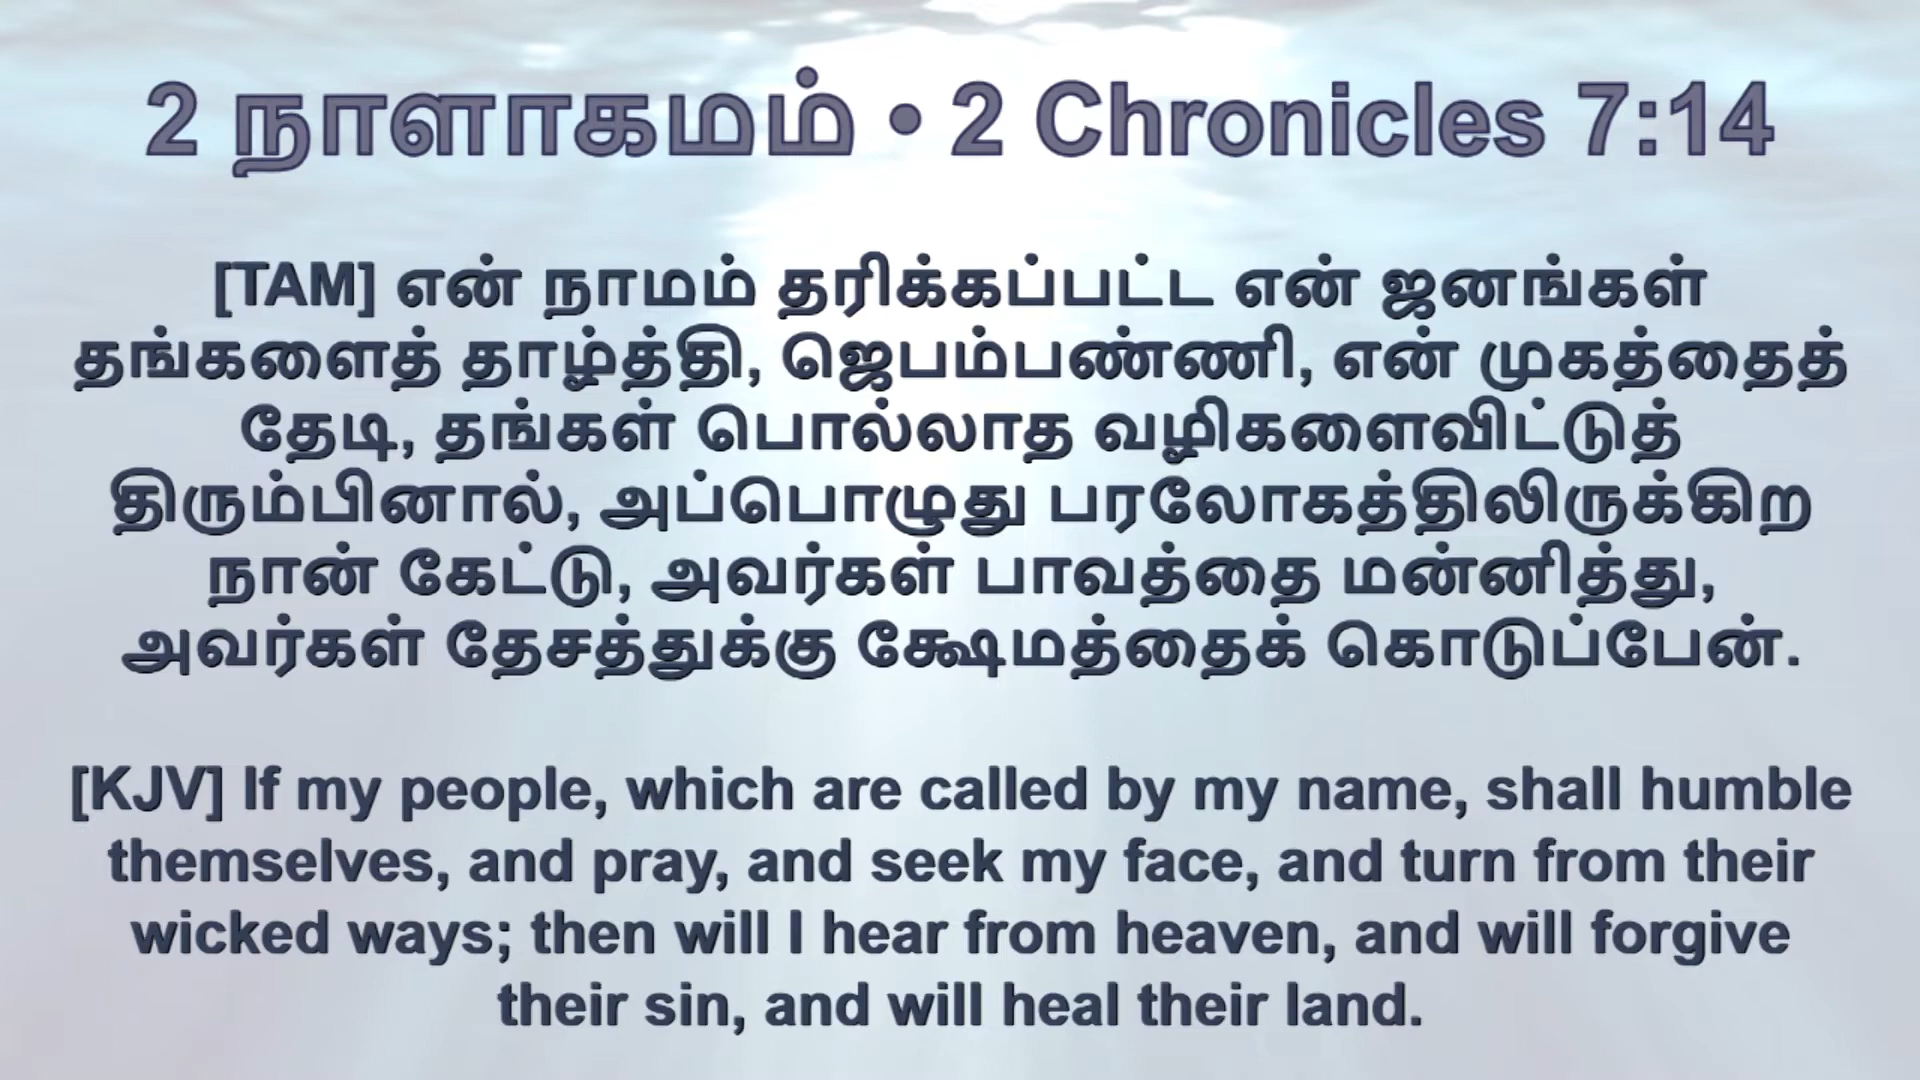 2 நாளாகமம் • 2 Chronicles 7:14
[TAM] என் நாமம் தரிக்கப்பட்ட என் ஜனங்கள்
தங்களைத் தாழ்த்தி, ஜெபம்பண்ணி, என் முகத்தைத்
தேடி, தங்கள் பொல்லாத வழிகளைவிட்டுத்
திரும்பினால், அப்பொழுது பரலோகத்திலிருக்கிற
நான் கேட்டு, அவர்கள் பாவத்தை மன்னித்து,
அவர்கள் தேசத்துக்கு க்ஷேமத்தைக் கொடுப்பேன்.
[KJV] If my people, which are called by my name, shall humble
themselves, and pray, and seek my face, and turn from their
wicked ways; then will I hear from heaven, and will forgive
their sin, and will heal their land.